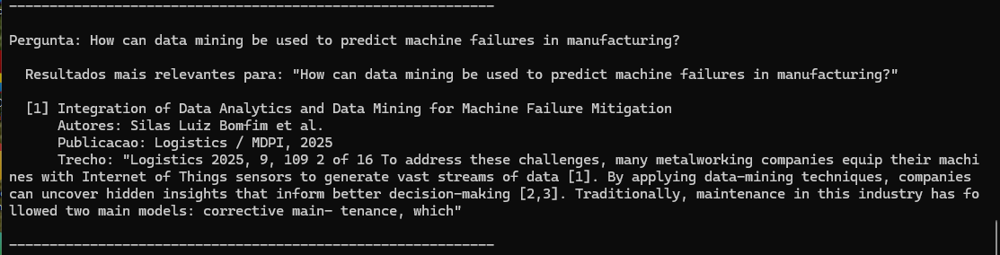 ------------------------------------------------------------
Pergunta: How can data mining be used to predict machine failures in manufacturing?
Resultados mais relevantes para: "How can data mining be used to predict machine failures in manufacturing?"
[1] Integration of Data Analytics and Data Mining for Machine Failure Mitigation
Autores: Silas Luiz Bomfim et al.
Publicacao: Logistics / MDPI, 2025
Trecho: "Logistics 2025, 9, 109 2 of 16 To address these challenges, many metalworking companies equip their machi
nes with Internet of Things sensors to generate vast streams of data [1]. By applying data-mining techniques, companies
can uncover hidden insights that inform better decision-making [2,3]. Traditionally, maintenance in this industry has fo
llowed two main models: corrective main- tenance, which"
------------------------------------------------------------